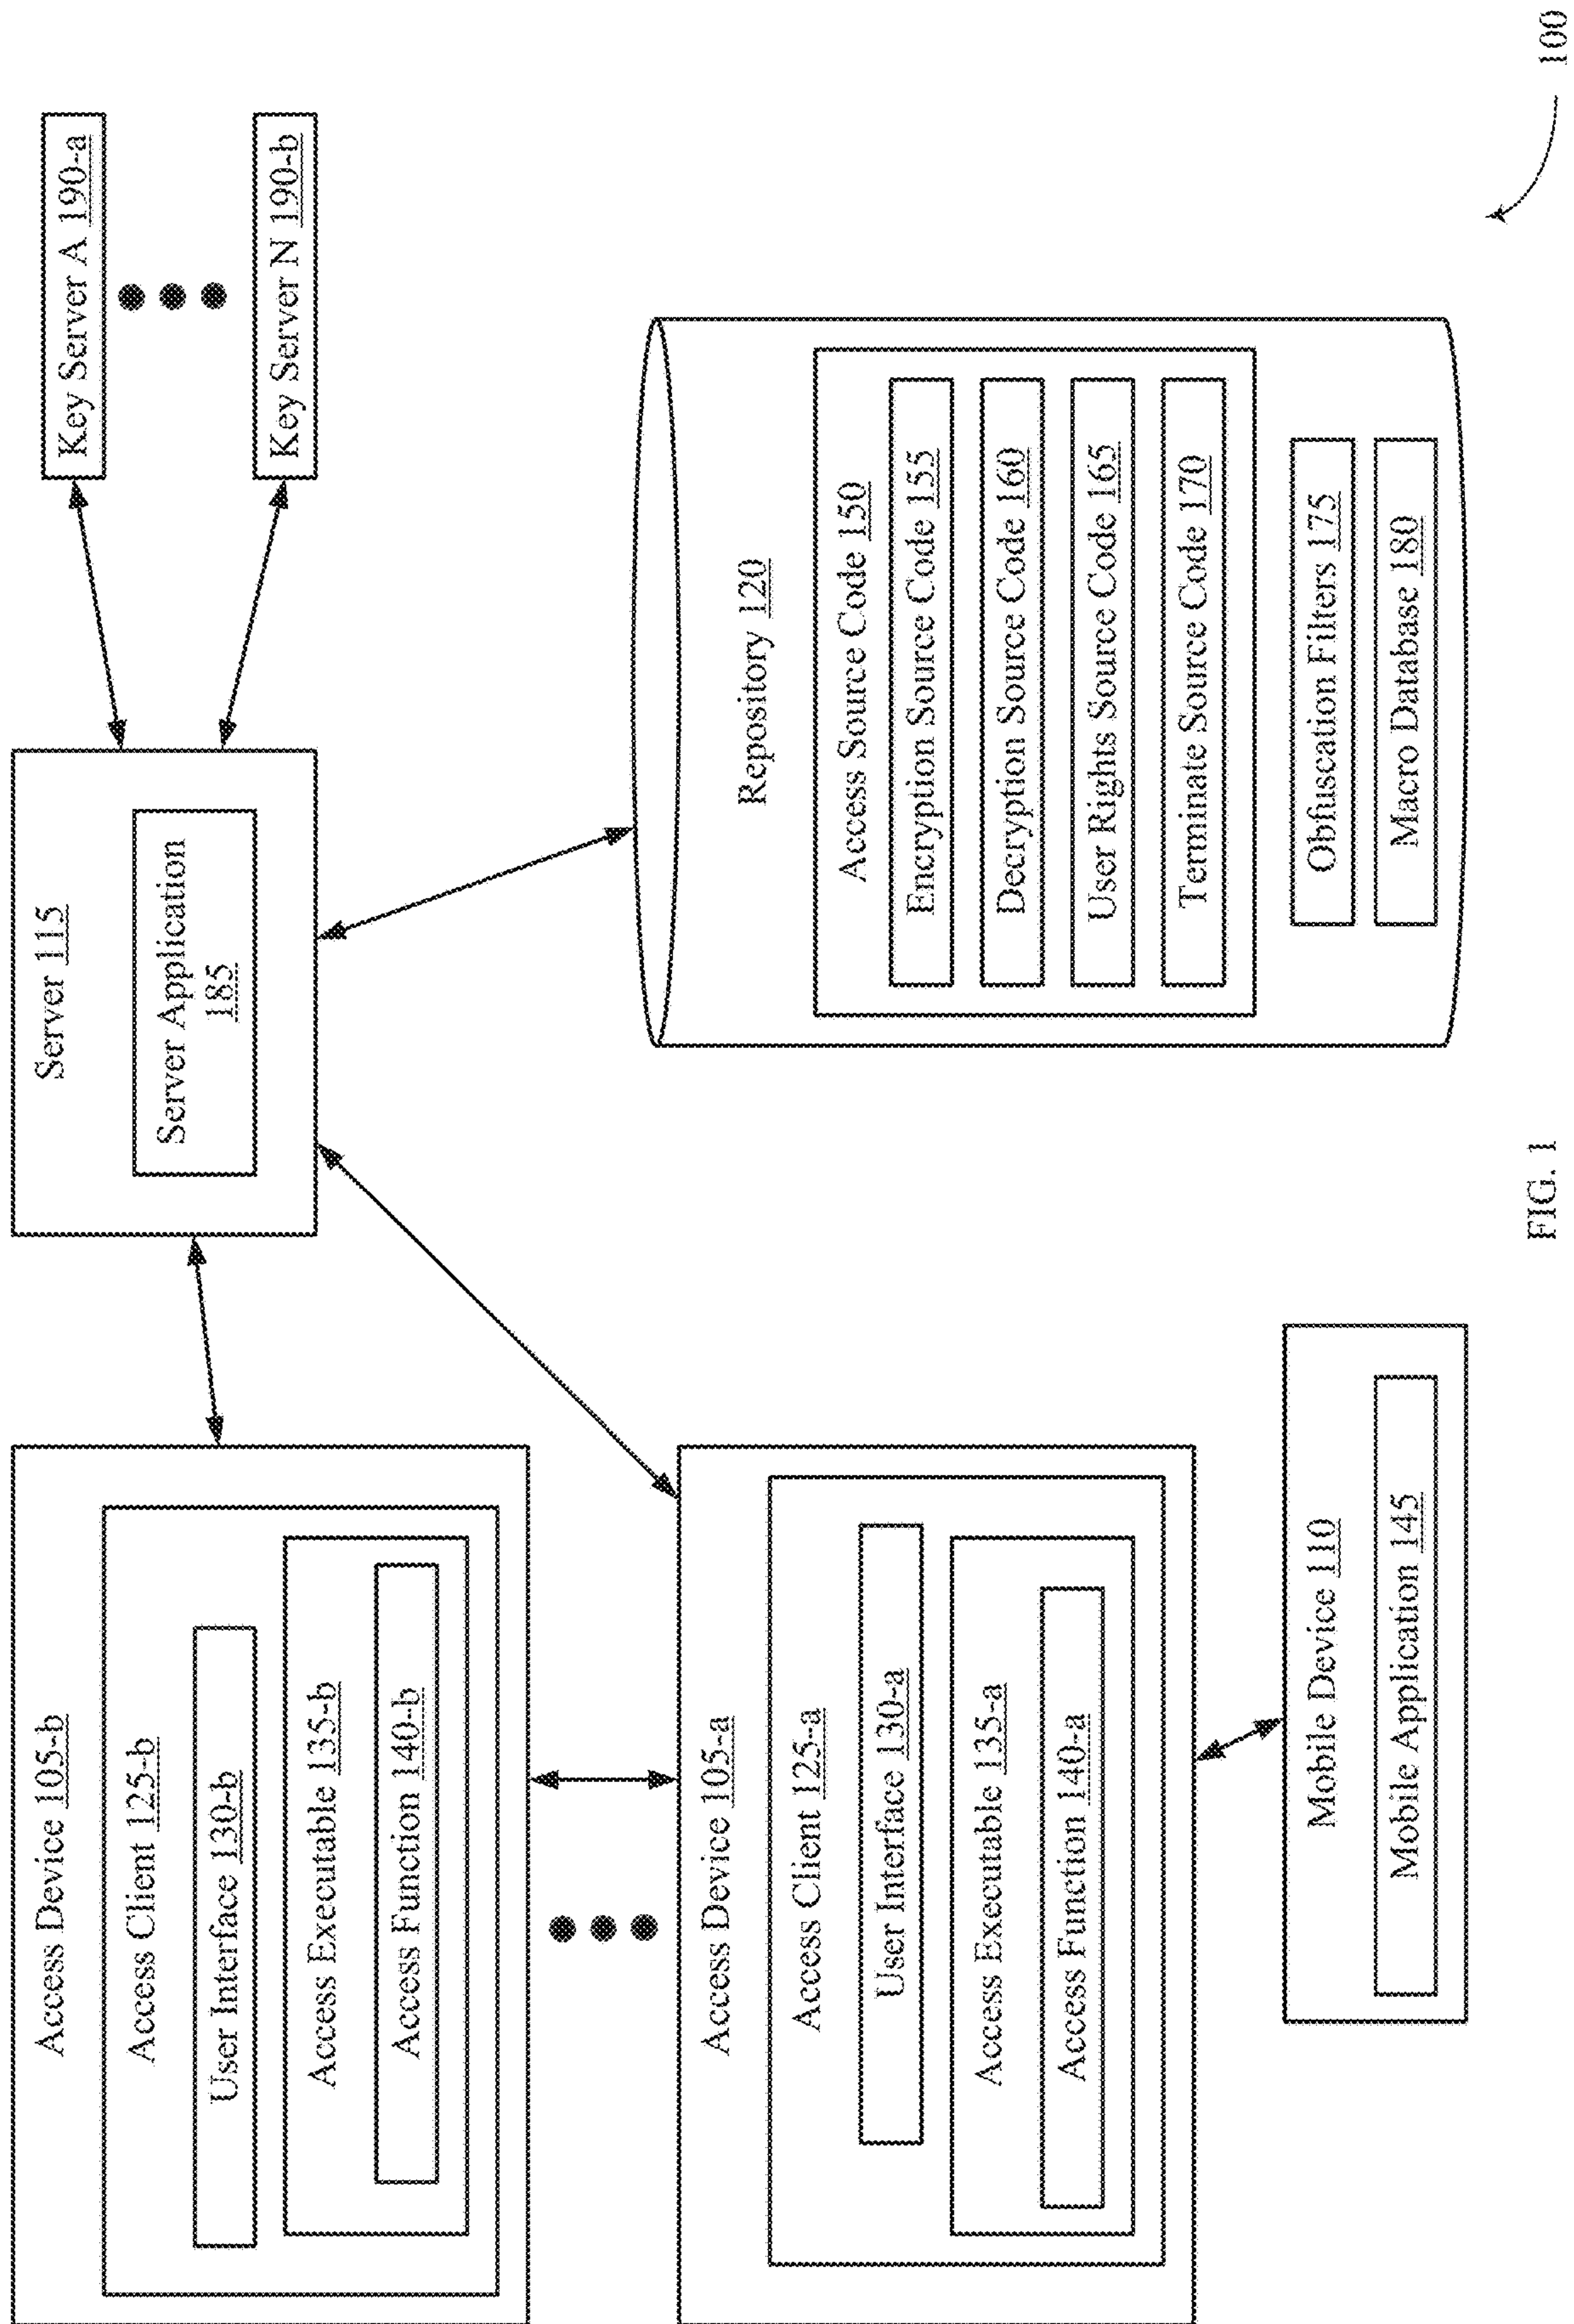 Access Device 105-b
Access Client 125-b
User Interface 130-b
Access Executable 135-b
Access Function 140-b
Access Device 105-a
Access Client 125-a
User Interface 130-a
Access Executable 135-a
Access Function 140-a
Mobile Device 110
Mobile Application 145
Server 115
Server Application
185
Key Server A 190-a
Key Server N 190-b
Repository 120
Access Source Code 150
Encryption Source Code 155
Decryption Source Code 160
User Rights Source Code 165
Terminate Source Code 170
Obfuscation Filters 175
Macro Database 180
100
FIG. 1